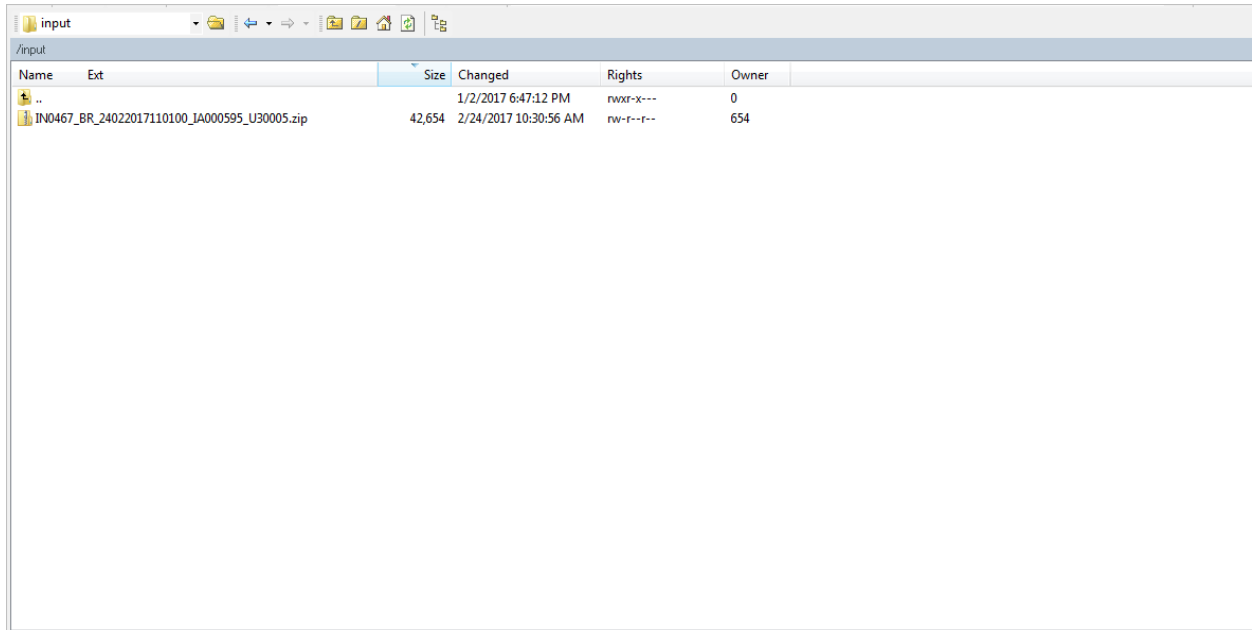 input
/input
Name Ext Size Changed Rights Owner
.. 1/2/2017 6:47:12 PM rwxr-x--- 0
IN0467_BR_24022017110100_IA000595_U30005.zip 42,654 2/24/2017 10:30:56 AM rw-r--r-- 654